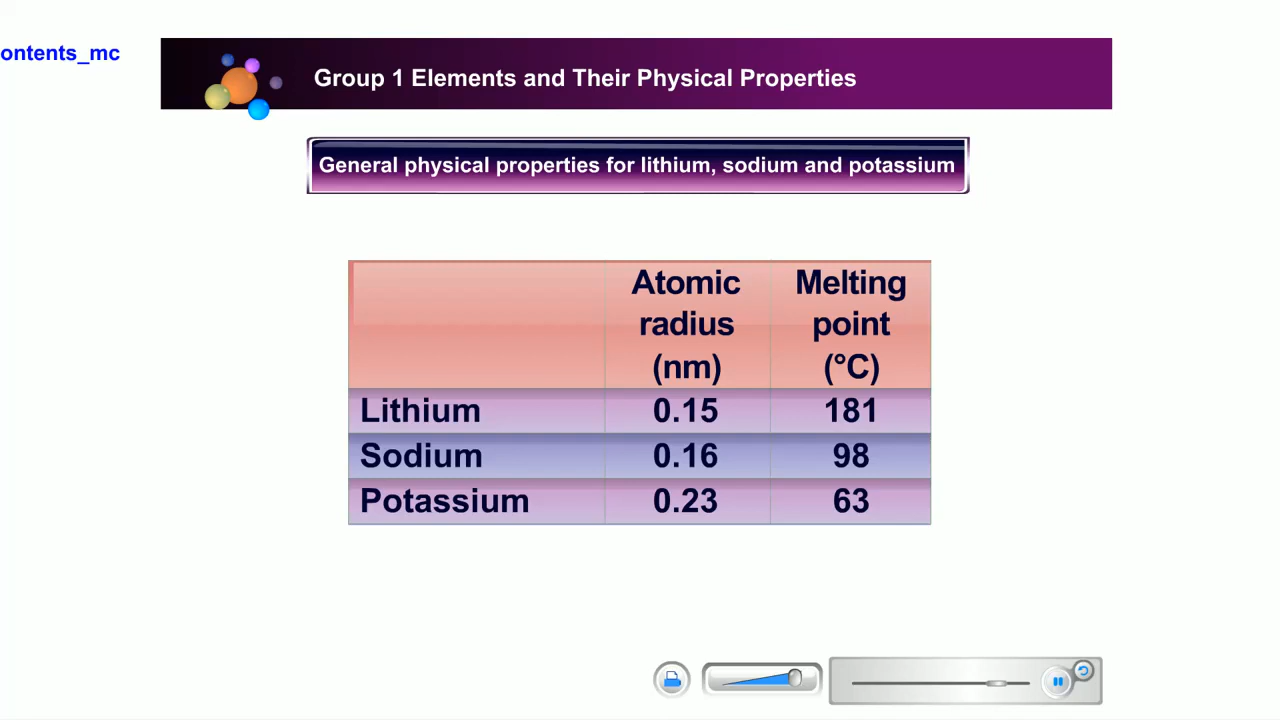 ontents_mc
Group 1 Elements and Their Physical Properties
General physical properties for lithium, sodium and potassium
Atomic radius (nm) Melting point (°C)
Lithium 0.15 181
Sodium 0.16 98
Potassium 0.23 63